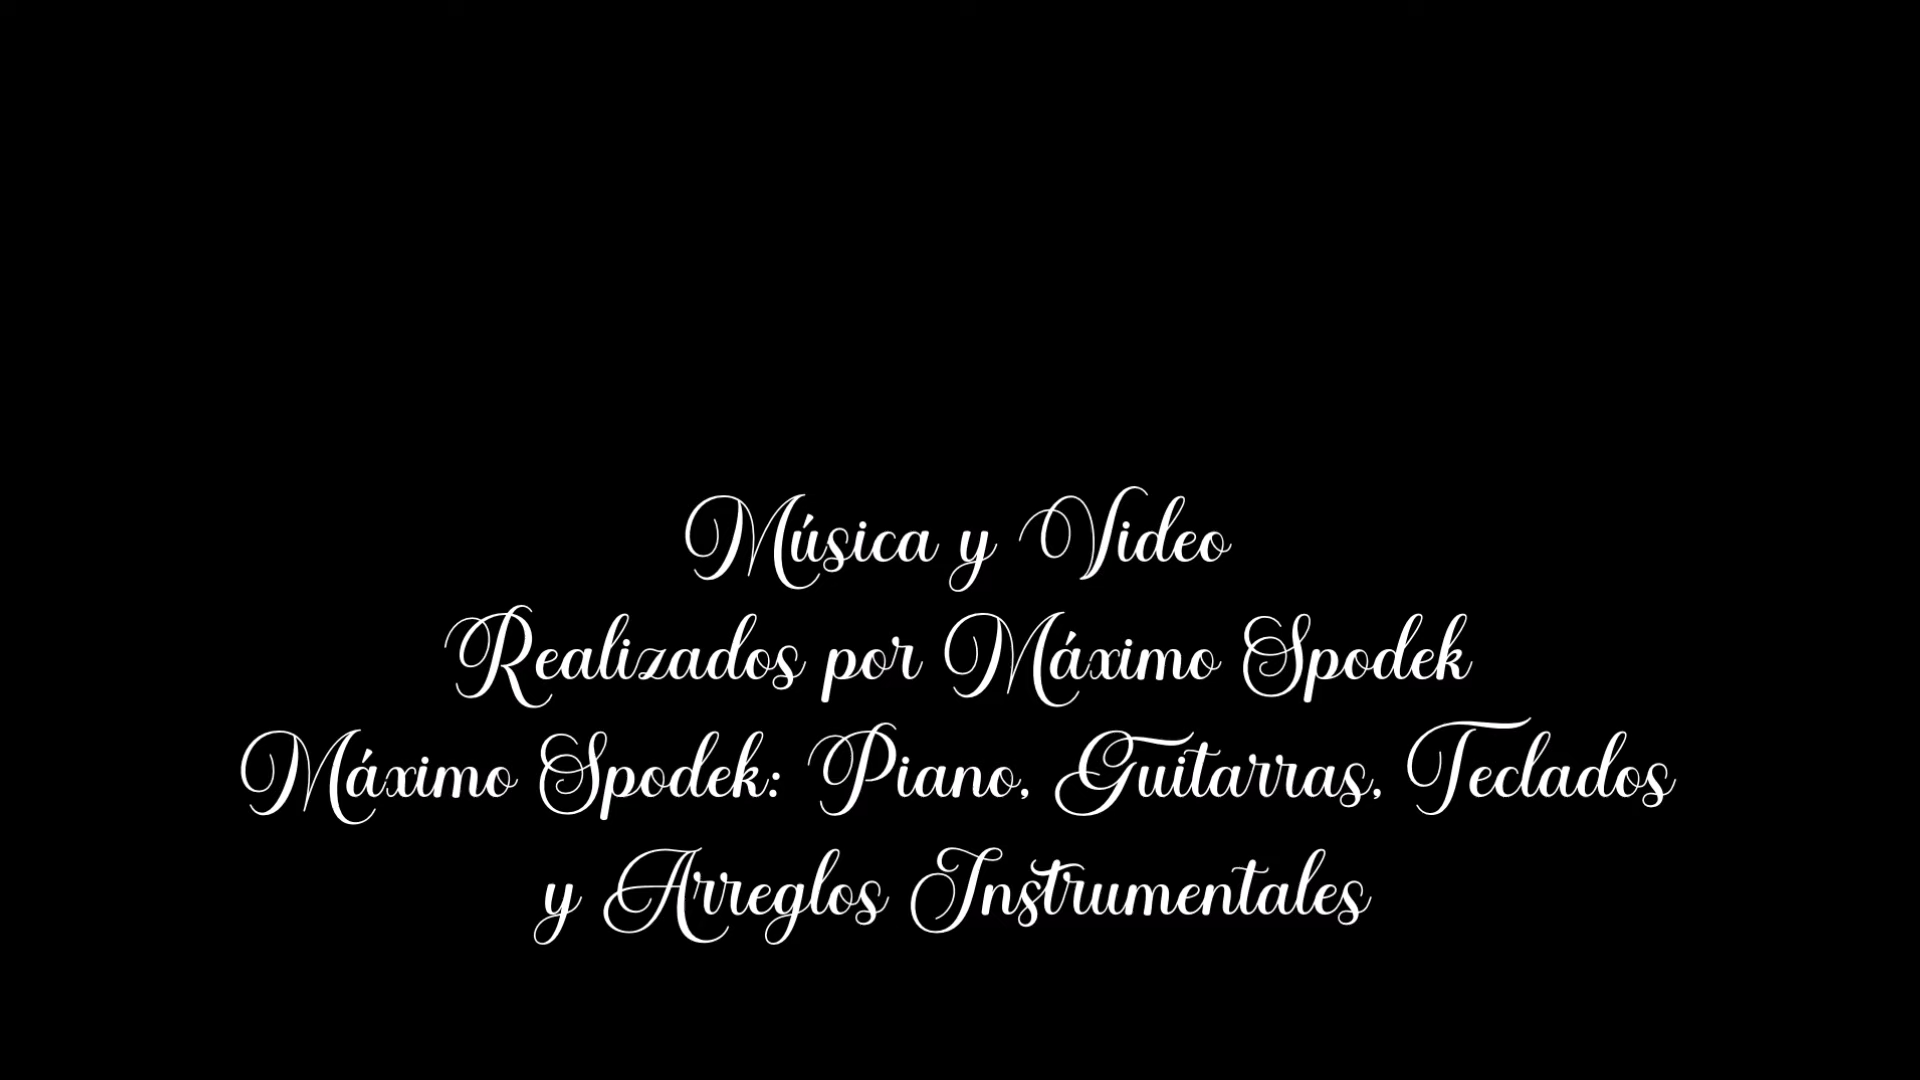 Música y Video
Realizados por Máximo Spodek
Máximo Spodek: Piano, Guitarras, Teclados
y Arreglos Instrumentales